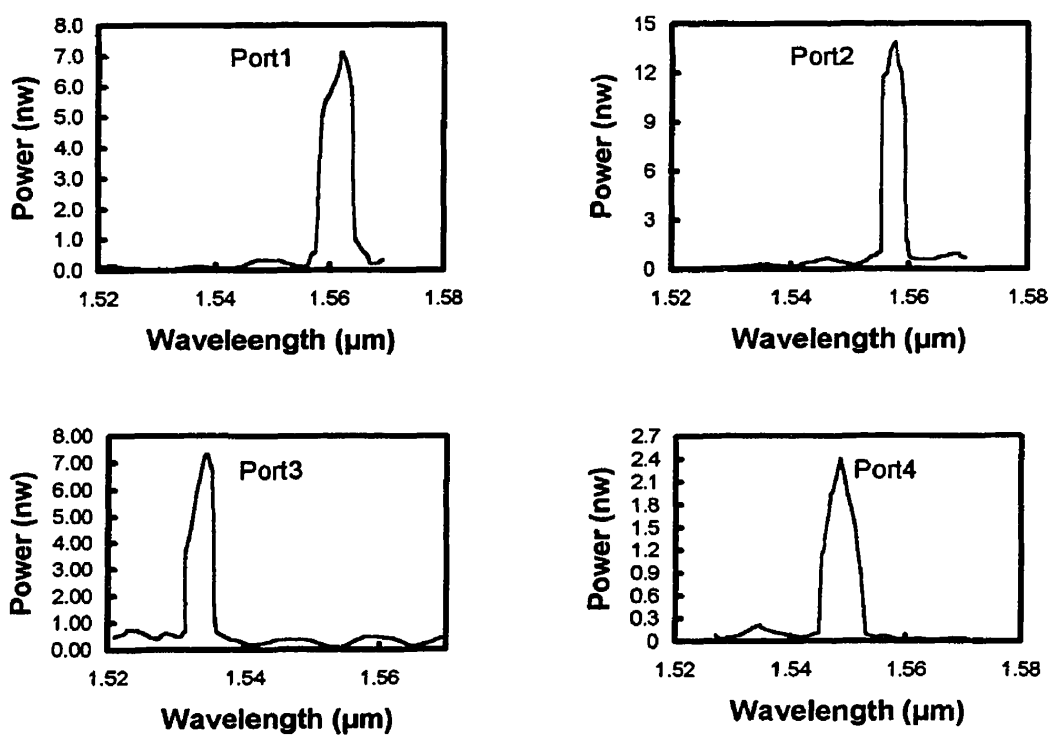 8.0
7.0
6.0
5.0
4.0
3.0
2.0
1.0
0.0
Power (nw)
Port1
1.52 1.54 1.56 1.58
Waveleength (µm)
15
12
9
6
3
0
Power (nw)
Port2
1.52 1.54 1.56 1.58
Wavelength (µm)
8.00
7.00
6.00
5.00
4.00
3.00
2.00
1.00
0.00
Power (nw)
Port3
1.52 1.54 1.56
Wavelength (µm)
2.7
2.4
2.1
1.8
1.5
1.2
0.9
0.6
0.3
0
Power (nw)
Port4
1.52 1.54 1.56 1.58
Wavelength (µm)